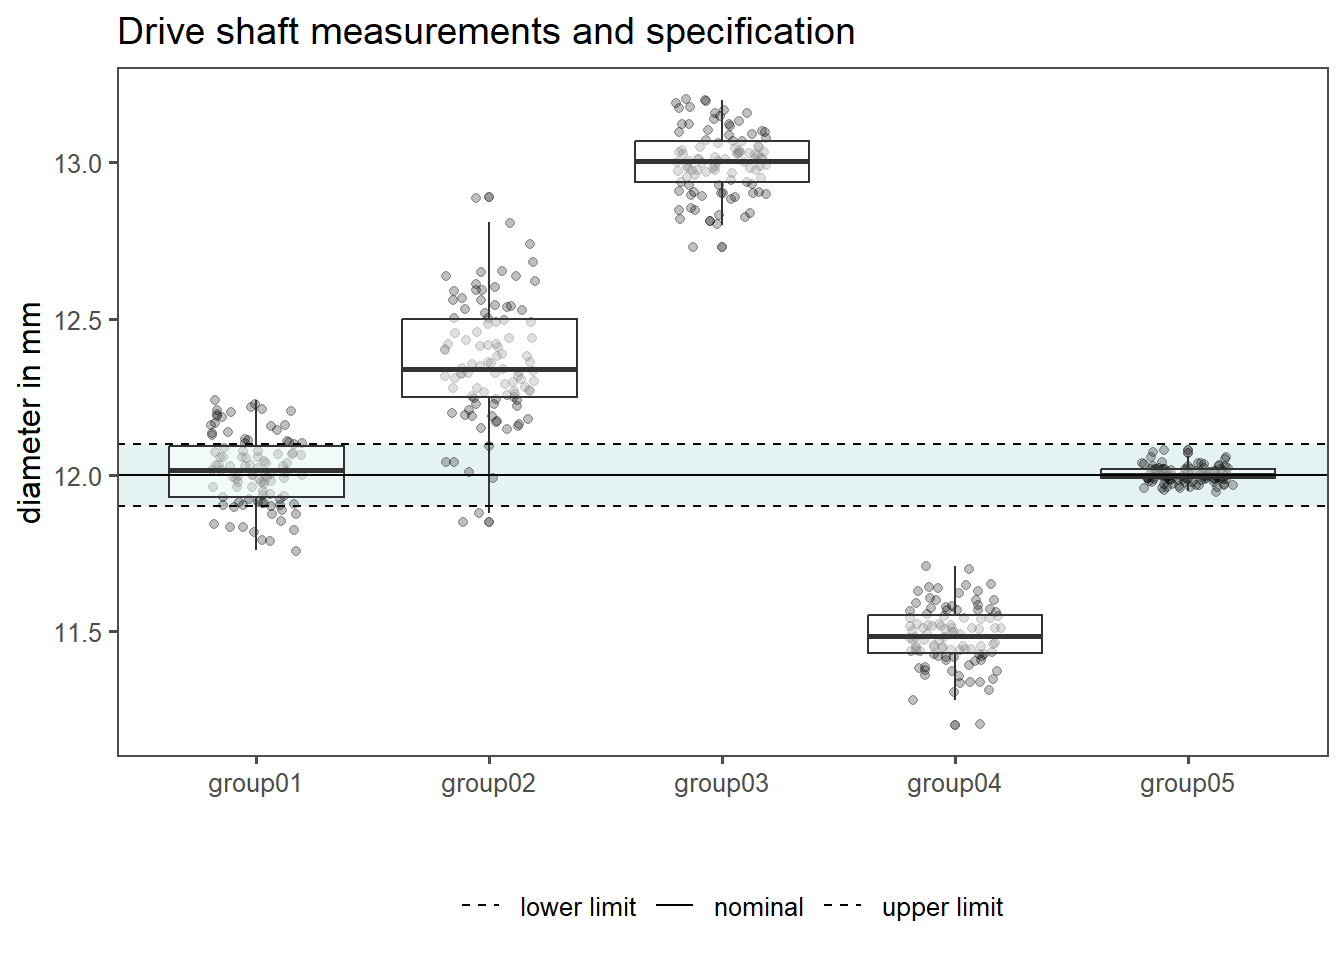 Drive shaft measurements and specification
diameter in mm
13.0
12.5
12.0
11.5
group01 group02 group03 group04 group05
lower limit nominal upper limit